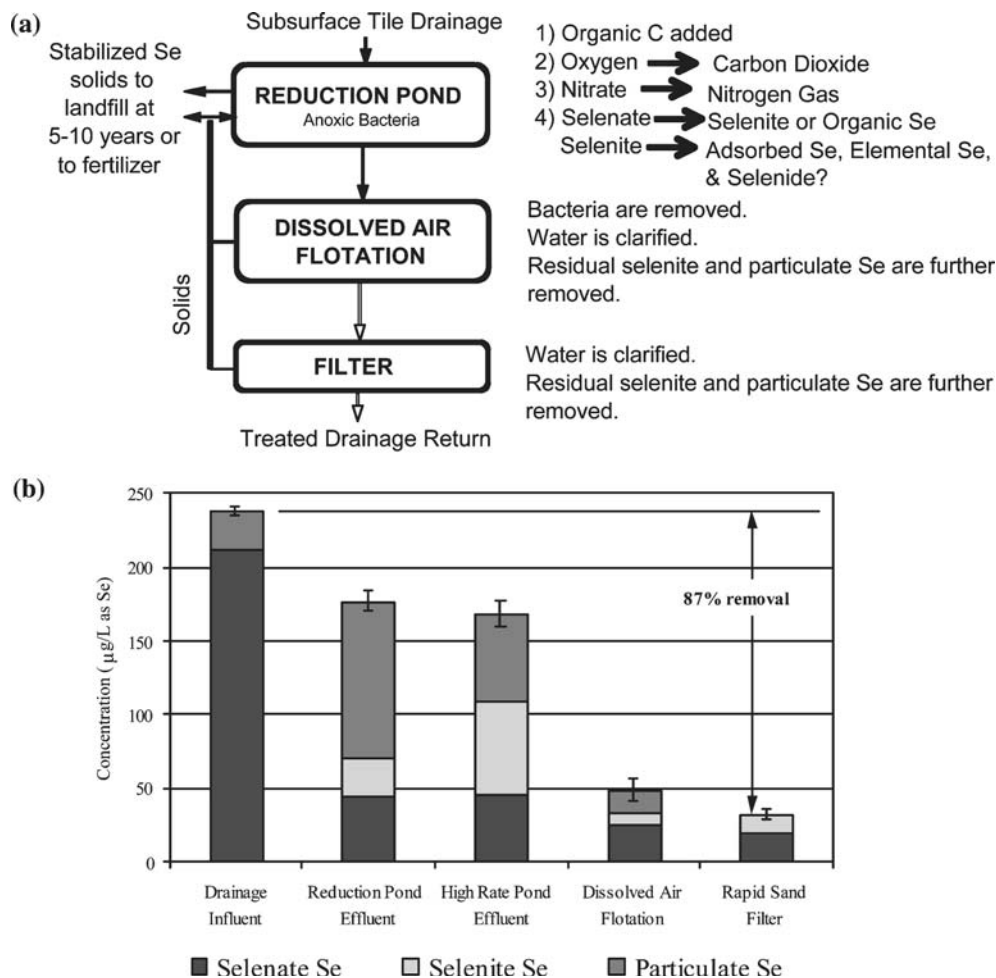 (a)
Subsurface Tile Drainage
Stabilized Se
solids to
landfill at
5-10 years or
to fertilizer
REDUCTION POND
Anoxic Bacteria
1) Organic C added
2) Oxygen Carbon Dioxide
3) Nitrate Nitrogen Gas
4) Selenate Selenite or Organic Se
Selenite Adsorbed Se, Elemental Se,
& Selenide?
DISSOLVED AIR
FLOTATION
Bacteria are removed.
Water is clarified.
Residual selenite and particulate Se are further
removed.
Solids
FILTER
Water is clarified.
Residual selenite and particulate Se are further
removed.
Treated Drainage Return
(b)
Concentration ( µg/L as Se)
250
200
150
100
50
0
87% removal
Drainage
Influent
Reduction Pond
Effluent
High Rate Pond
Effluent
Dissolved Air
Flotation
Rapid Sand
Filter
Selenate Se
Selenite Se
Particulate Se